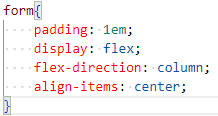 form{
    padding: 1em;
    display: flex;
    flex-direction: column;
    align-items: center;
}